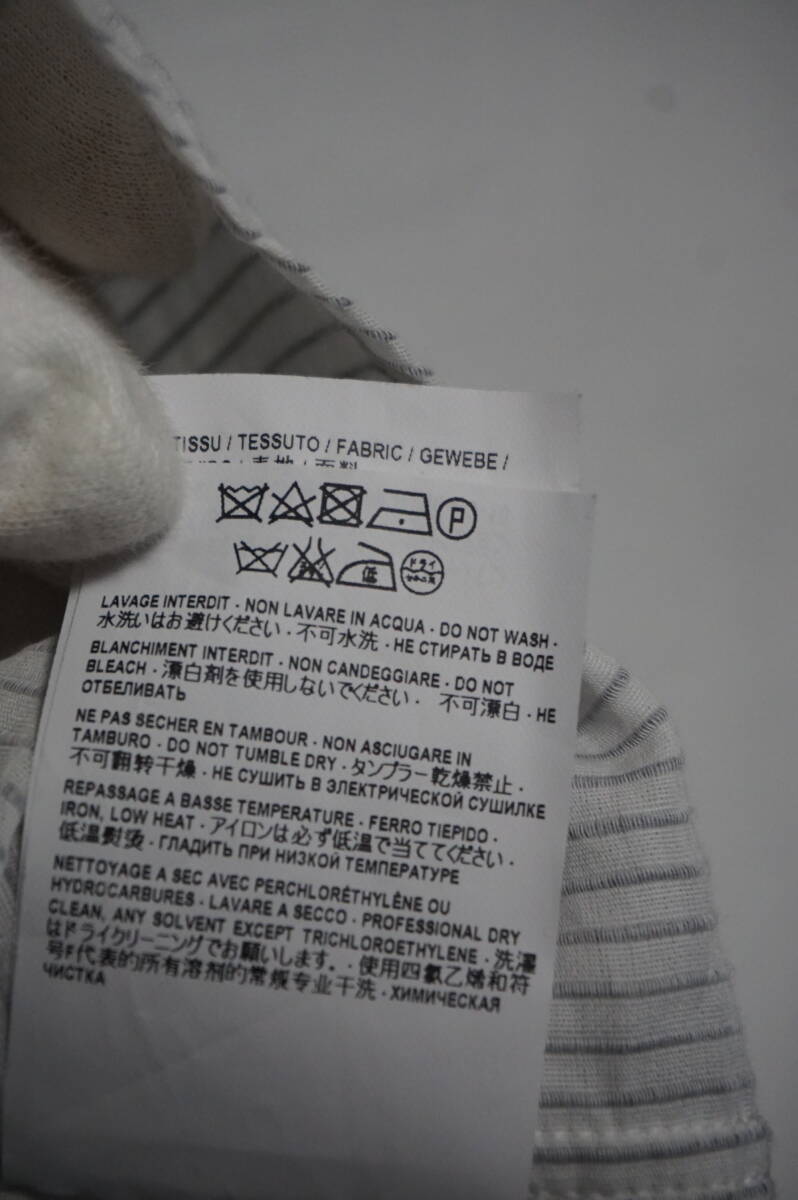 TISSU / TESSUTO / FABRIC / GEWEBE /
P
低 ドライ
LAVAGE INTERDIT · NON LAVARE IN ACQUA · DO NOT WASH ·
水洗いはお避けください · 不可水洗 · НЕ СТИРАТЬ В ВОДЕ
BLANCHIMENT INTERDIT · NON CANDEGGIARE · DO NOT
BLEACH · 漂白剤を使用しないでください · 不可漂白 · НЕ
ОТБЕЛИВАТЬ
NE PAS SECHER EN TAMBOUR · NON ASCIUGARE IN
TAMBURO · DO NOT TUMBLE DRY · タンブラー乾燥禁止 ·
不可翻转干燥 · НЕ СУШИТЬ В ЭЛЕКТРИЧЕСКОЙ СУШИЛКЕ
REPASSAGE A BASSE TEMPERATURE · FERRO TIEPIDO ·
IRON, LOW HEAT · アイロンは必ず低温で当ててください ·
低温熨烫 · ГЛАДИТЬ ПРИ НИЗКОЙ ТЕМПЕРАТУРЕ
NETTOYAGE A SEC AVEC PERCHLORÉTHYLÈNE OU
HYDROCARBURES · LAVARE A SECCO · PROFESSIONAL DRY
CLEAN, ANY SOLVENT EXCEPT TRICHLOROETHYLENE · 洗濯
はドライクリーニングでお願いします。 · 使用四氯乙烯和符
号F代表的所有溶剂的常规专业干洗 · ХИМИЧЕСКАЯ
ЧИСТКА